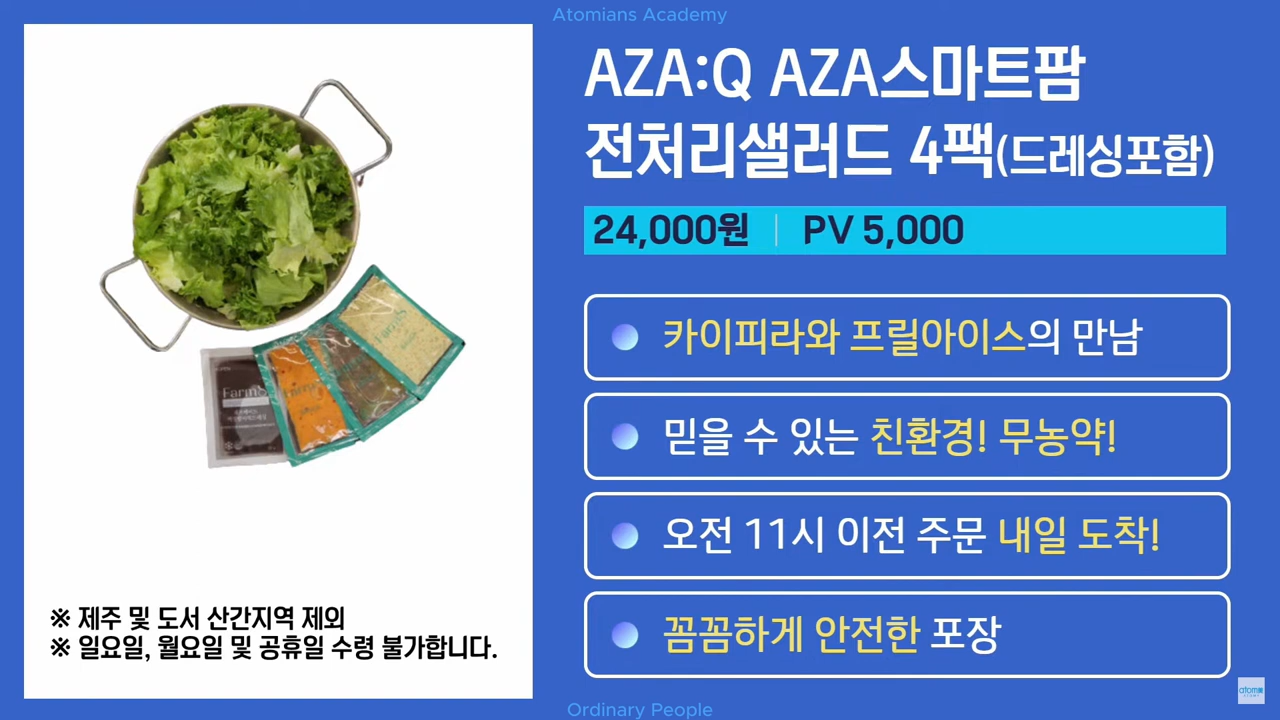 Atomians Academy
AZA:Q AZA스마트팜
전처리샐러드 4팩(드레싱포함)
24,000원 | PV 5,000
카이피라와 프릴아이스의 만남
믿을 수 있는 친환경! 무농약!
오전 11시 이전 주문 내일 도착!
꼼꼼하게 안전한 포장
※ 제주 및 도서 산간지역 제외
※ 일요일, 월요일 및 공휴일 수령 불가합니다.
Ordinary People
atom